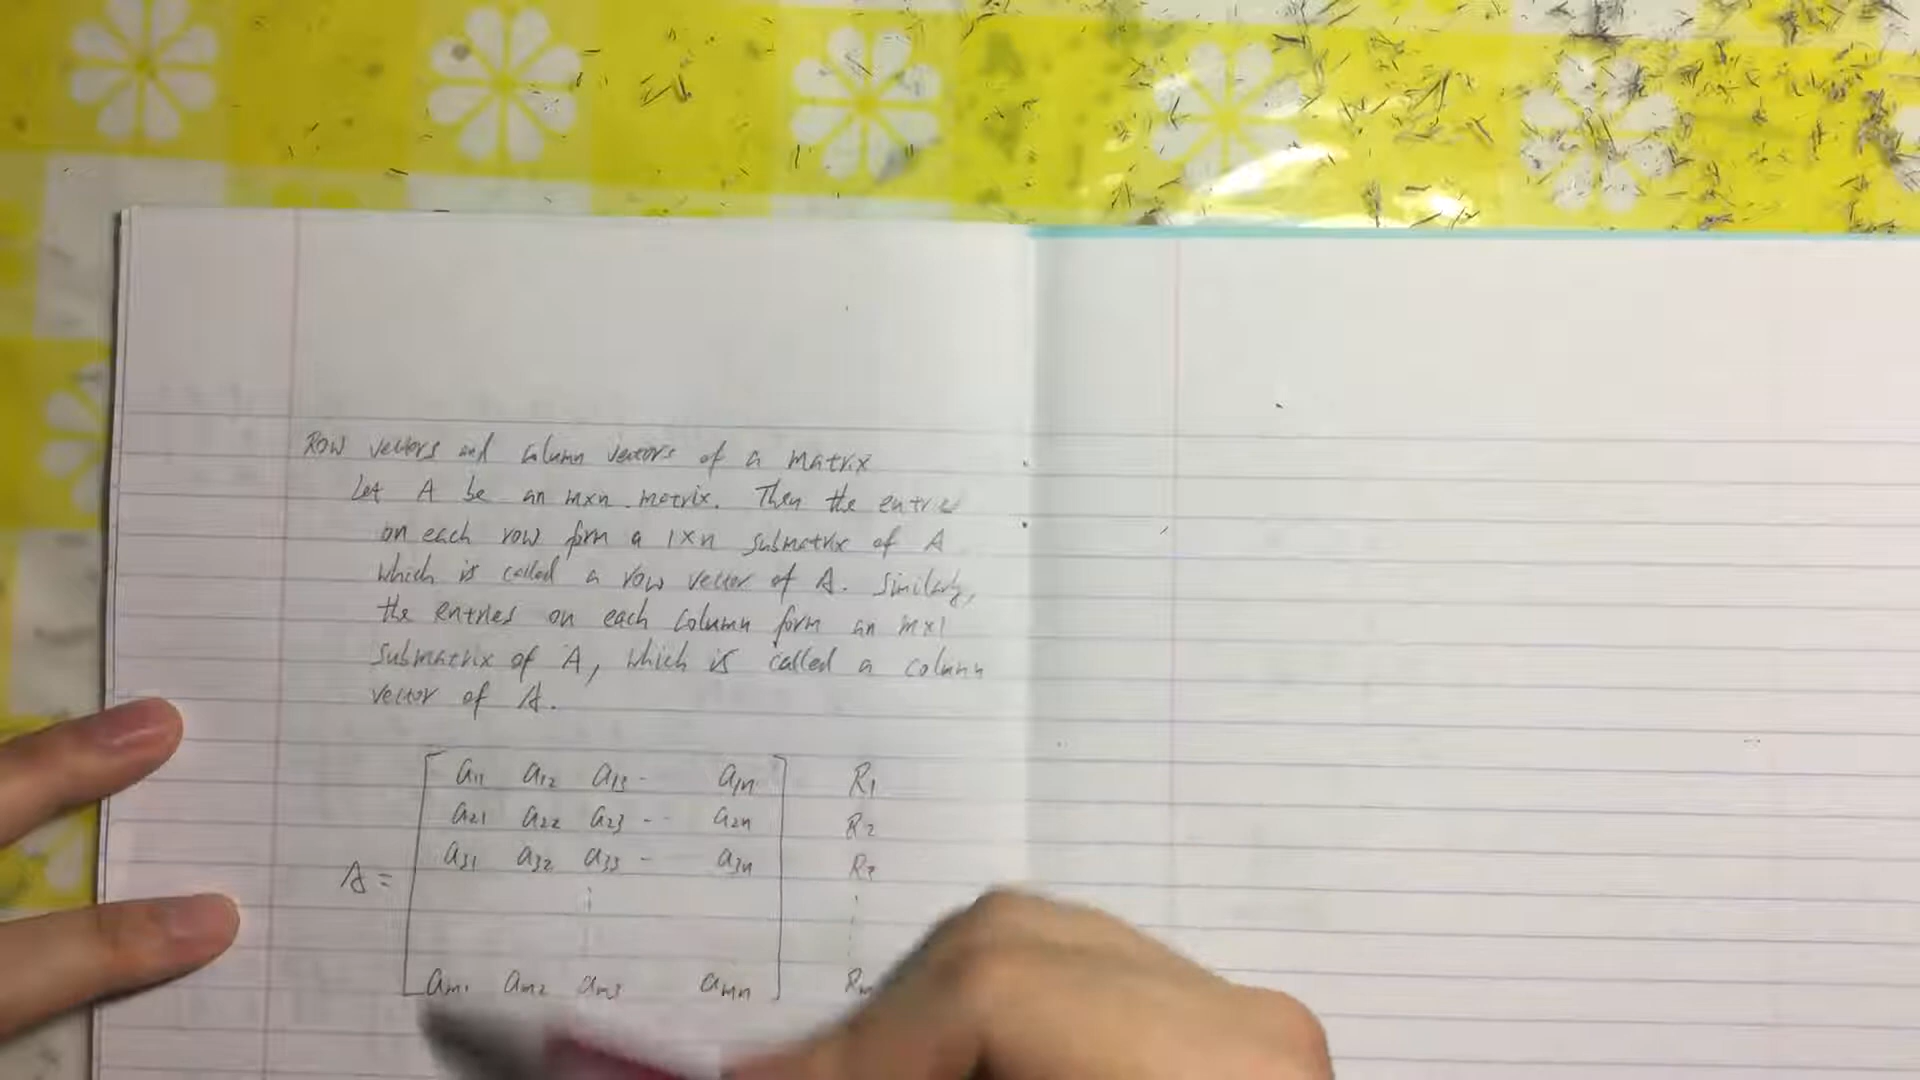 Row vectors and column vectors of a matrix
Let A be an mxn matrix. Then the entries
on each row form a 1×n submatrix of A
which is called a row vector of A. Similarly,
the entries on each column form an mx1
submatrix of A, which is called a column
vector of A.
a11 a12 a13 - a1n R1
a21 a22 a23 -- a2n R2
a31 a32 a33 - a3n R3
A =
am1 am2 am3 amn Rm